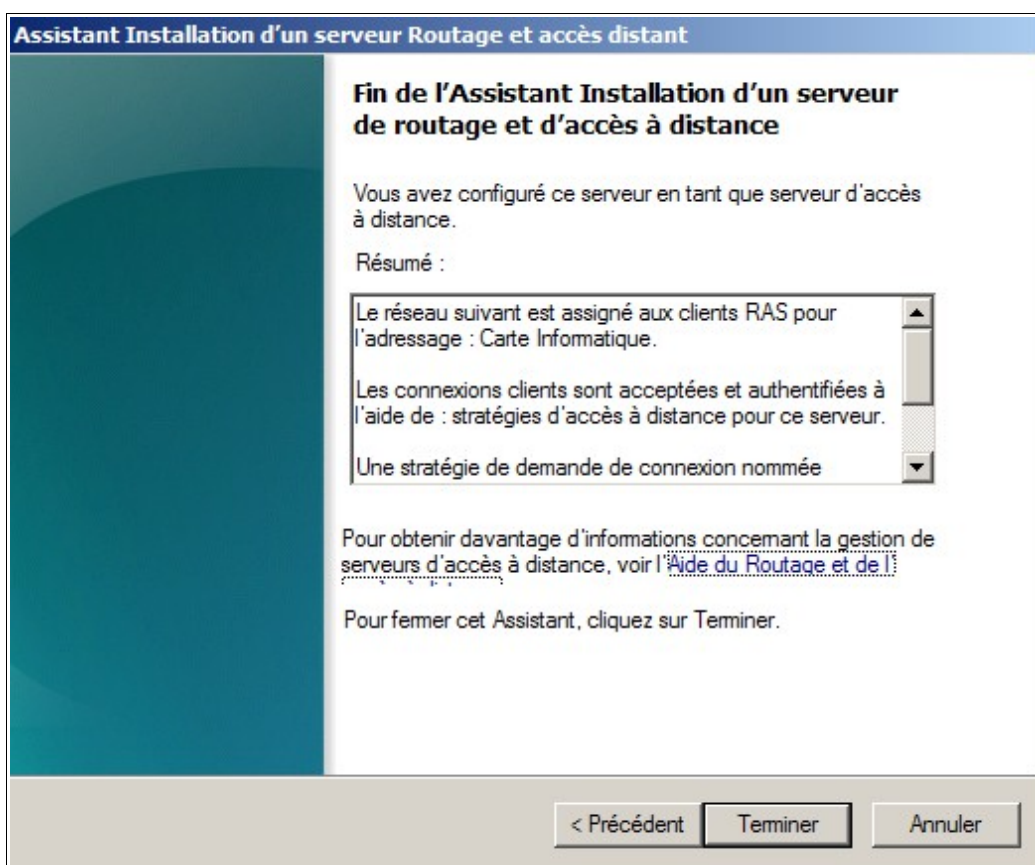 Assistant Installation d'un serveur Routage et accès distant
Fin de l'Assistant Installation d'un serveur
de routage et d'accès à distance
Vous avez configuré ce serveur en tant que serveur d'accès
à distance.
Résumé :
Le réseau suivant est assigné aux clients RAS pour
l'adressage : Carte Informatique.
Les connexions clients sont acceptées et authentifiées à
l'aide de : stratégies d'accès à distance pour ce serveur.
Une stratégie de demande de connexion nommée
Pour obtenir davantage d'informations concernant la gestion de
serveurs d'accès à distance, voir l'Aide du Routage et de l'
Pour fermer cet Assistant, cliquez sur Terminer.
< Précédent Terminer Annuler